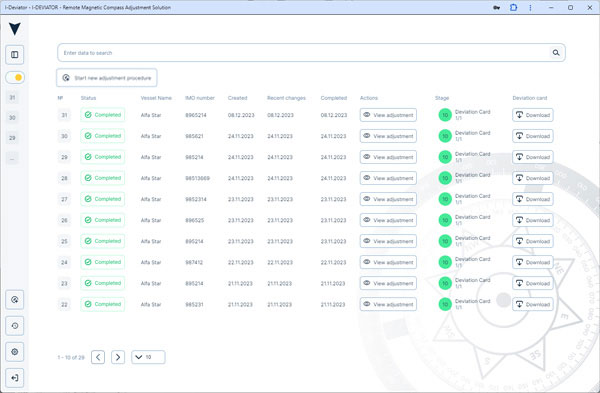 I-Deviator - I-DEVIATOR - Remote Magnetic Compass Adjustment Solution
Enter data to search
Start new adjustment procedure
31
30
29
...
№ Status Vessel Name IMO number Created Recent changes Completed Actions Stage Deviation card
31 Completed Alfa Star 8965214 08.12.2023 08.12.2023 08.12.2023 View adjustment 10 Deviation Card 1/1 Download
30 Completed Alfa Star 985621 24.11.2023 24.11.2023 24.11.2023 View adjustment 10 Deviation Card 1/1 Download
29 Completed Alfa Star 985214 24.11.2023 24.11.2023 24.11.2023 View adjustment 10 Deviation Card 1/1 Download
28 Completed Alfa Star 98513669 24.11.2023 24.11.2023 24.11.2023 View adjustment 10 Deviation Card 1/1 Download
27 Completed Alfa Star 9852314 23.11.2023 23.11.2023 23.11.2023 View adjustment 10 Deviation Card 1/1 Download
26 Completed Alfa Star 896525 23.11.2023 23.11.2023 23.11.2023 View adjustment 10 Deviation Card 1/1 Download
25 Completed Alfa Star 895214 23.11.2023 23.11.2023 23.11.2023 View adjustment 10 Deviation Card 1/1 Download
24 Completed Alfa Star 987412 22.11.2023 22.11.2023 22.11.2023 View adjustment 10 Deviation Card 1/1 Download
23 Completed Alfa Star 895214 21.11.2023 21.11.2023 21.11.2023 View adjustment 10 Deviation Card 1/1 Download
22 Completed Alfa Star 985231 21.11.2023 21.11.2023 21.11.2023 View adjustment 10 Deviation Card 1/1 Download
1 - 10 of 29
10
E
SE